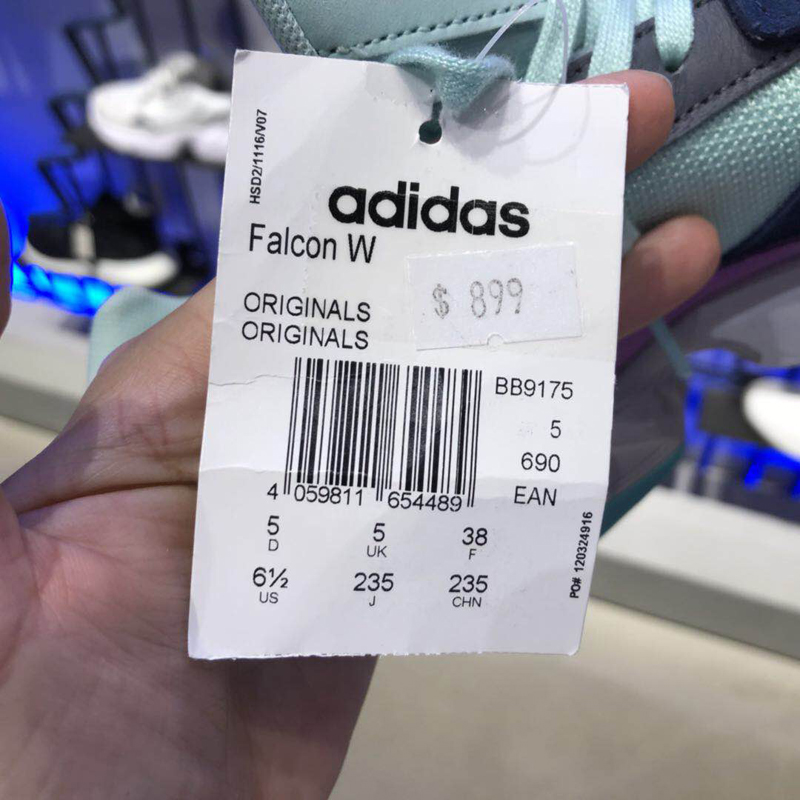 HSD2/1116/V07
adidas
Falcon W
$ 899
ORIGINALS
ORIGINALS
BB9175
5
690
EAN
4 059811 654489
5 5 38
D UK F
6½ 235 235
US J CHN
PO# 120324916